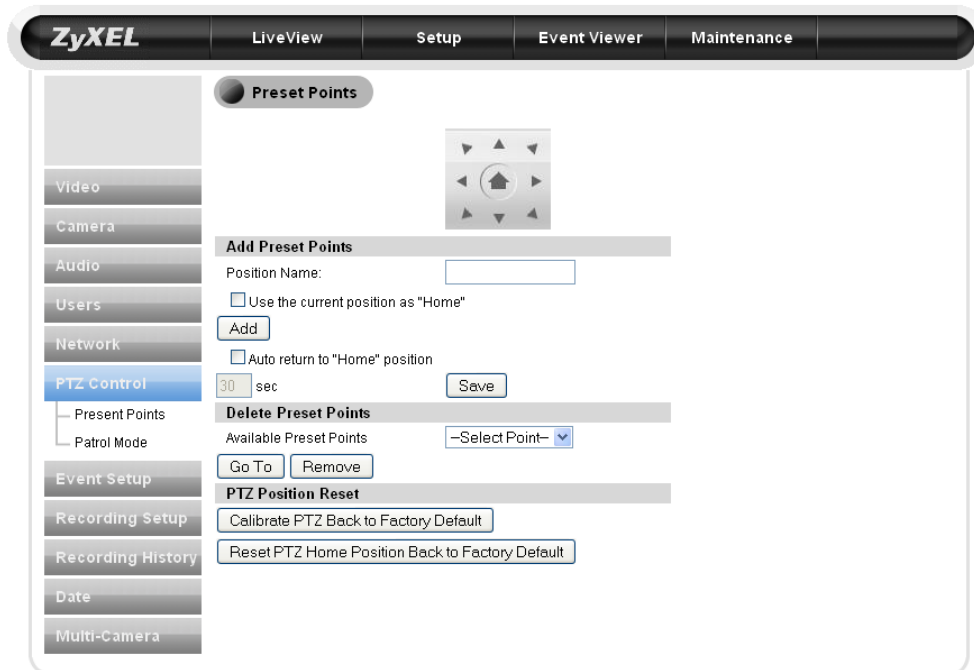 ZyXEL LiveView Setup Event Viewer Maintenance
Preset Points
Video
Camera
Audio
Users
Network
PTZ Control
Present Points
Patrol Mode
Event Setup
Recording Setup
Recording History
Date
Multi-Camera
Add Preset Points
Position Name:
Use the current position as "Home"
Add
Auto return to "Home" position
30 sec Save
Delete Preset Points
Available Preset Points –Select Point–
Go To Remove
PTZ Position Reset
Calibrate PTZ Back to Factory Default
Reset PTZ Home Position Back to Factory Default